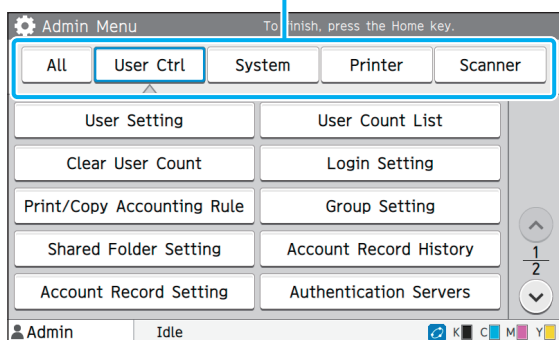 Admin Menu To finish, press the Home key.
All User Ctrl System Printer Scanner
User Setting User Count List
Clear User Count Login Setting
Print/Copy Accounting Rule Group Setting
Shared Folder Setting Account Record History
Account Record Setting Authentication Servers
1
2
Admin Idle K C M Y